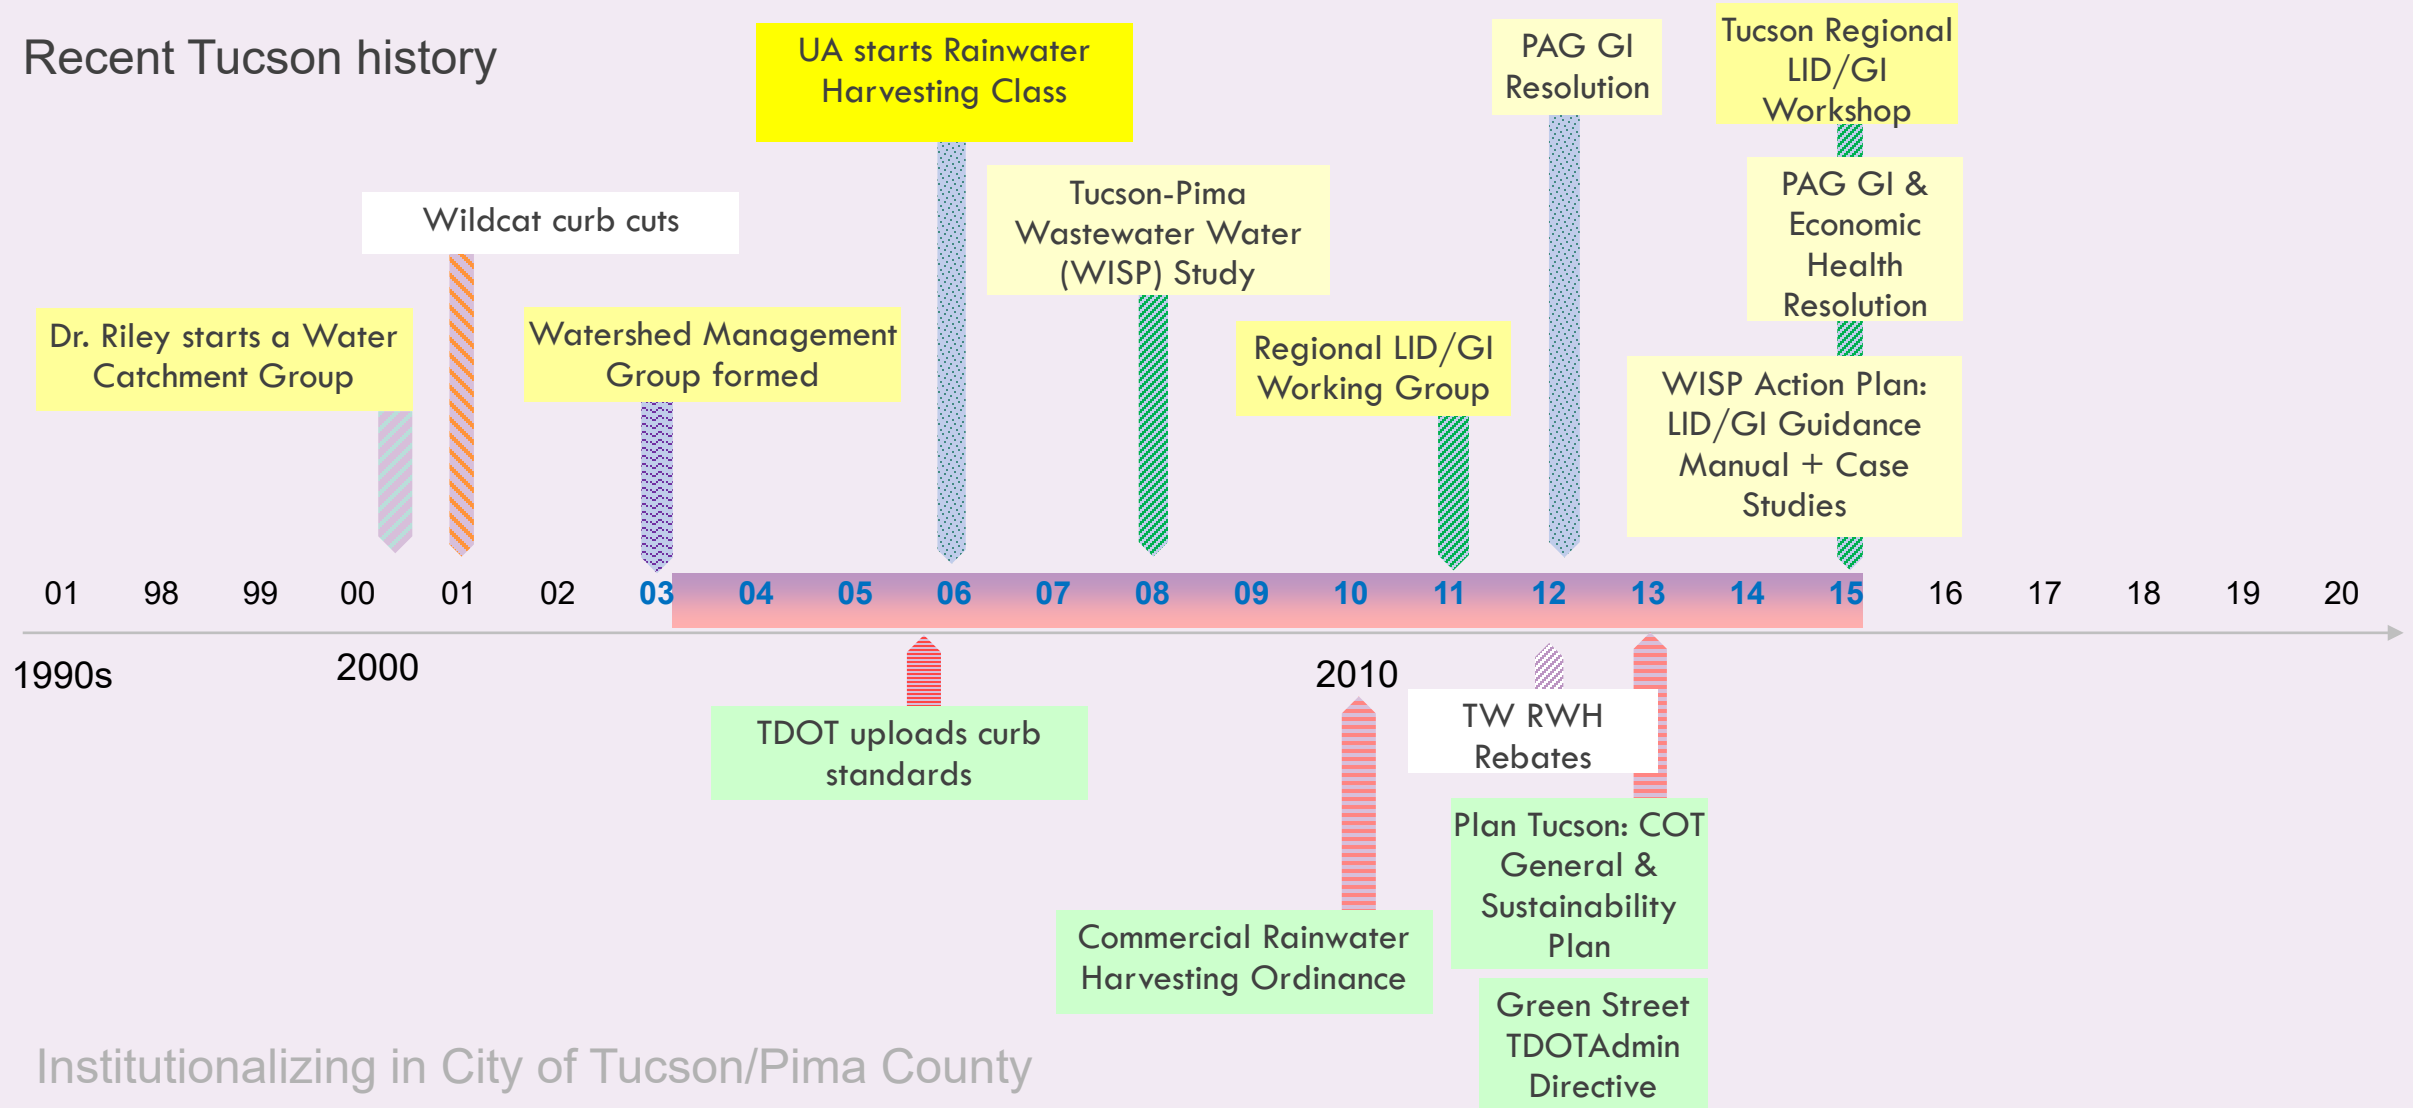 Recent Tucson history
UA starts Rainwater
Harvesting Class
PAG GI
Resolution
Tucson Regional
LID/GI
Workshop
Wildcat curb cuts
Tucson-Pima
Wastewater Water
(WISP) Study
PAG GI &
Economic
Health
Resolution
Dr. Riley starts a Water
Catchment Group
Watershed Management
Group formed
Regional LID/GI
Working Group
WISP Action Plan:
LID/GI Guidance
Manual + Case
Studies
01 98 99 00 01 02 03 04 05 06 07 08 09 10 11 12 13 14 15 16 17 18 19 20
1990s 2000 2010
TDOT uploads curb
standards
TW RWH
Rebates
Plan Tucson: COT
General &
Sustainability
Plan
Commercial Rainwater
Harvesting Ordinance
Green Street
TDOTAdmin
Directive
Institutionalizing in City of Tucson/Pima County